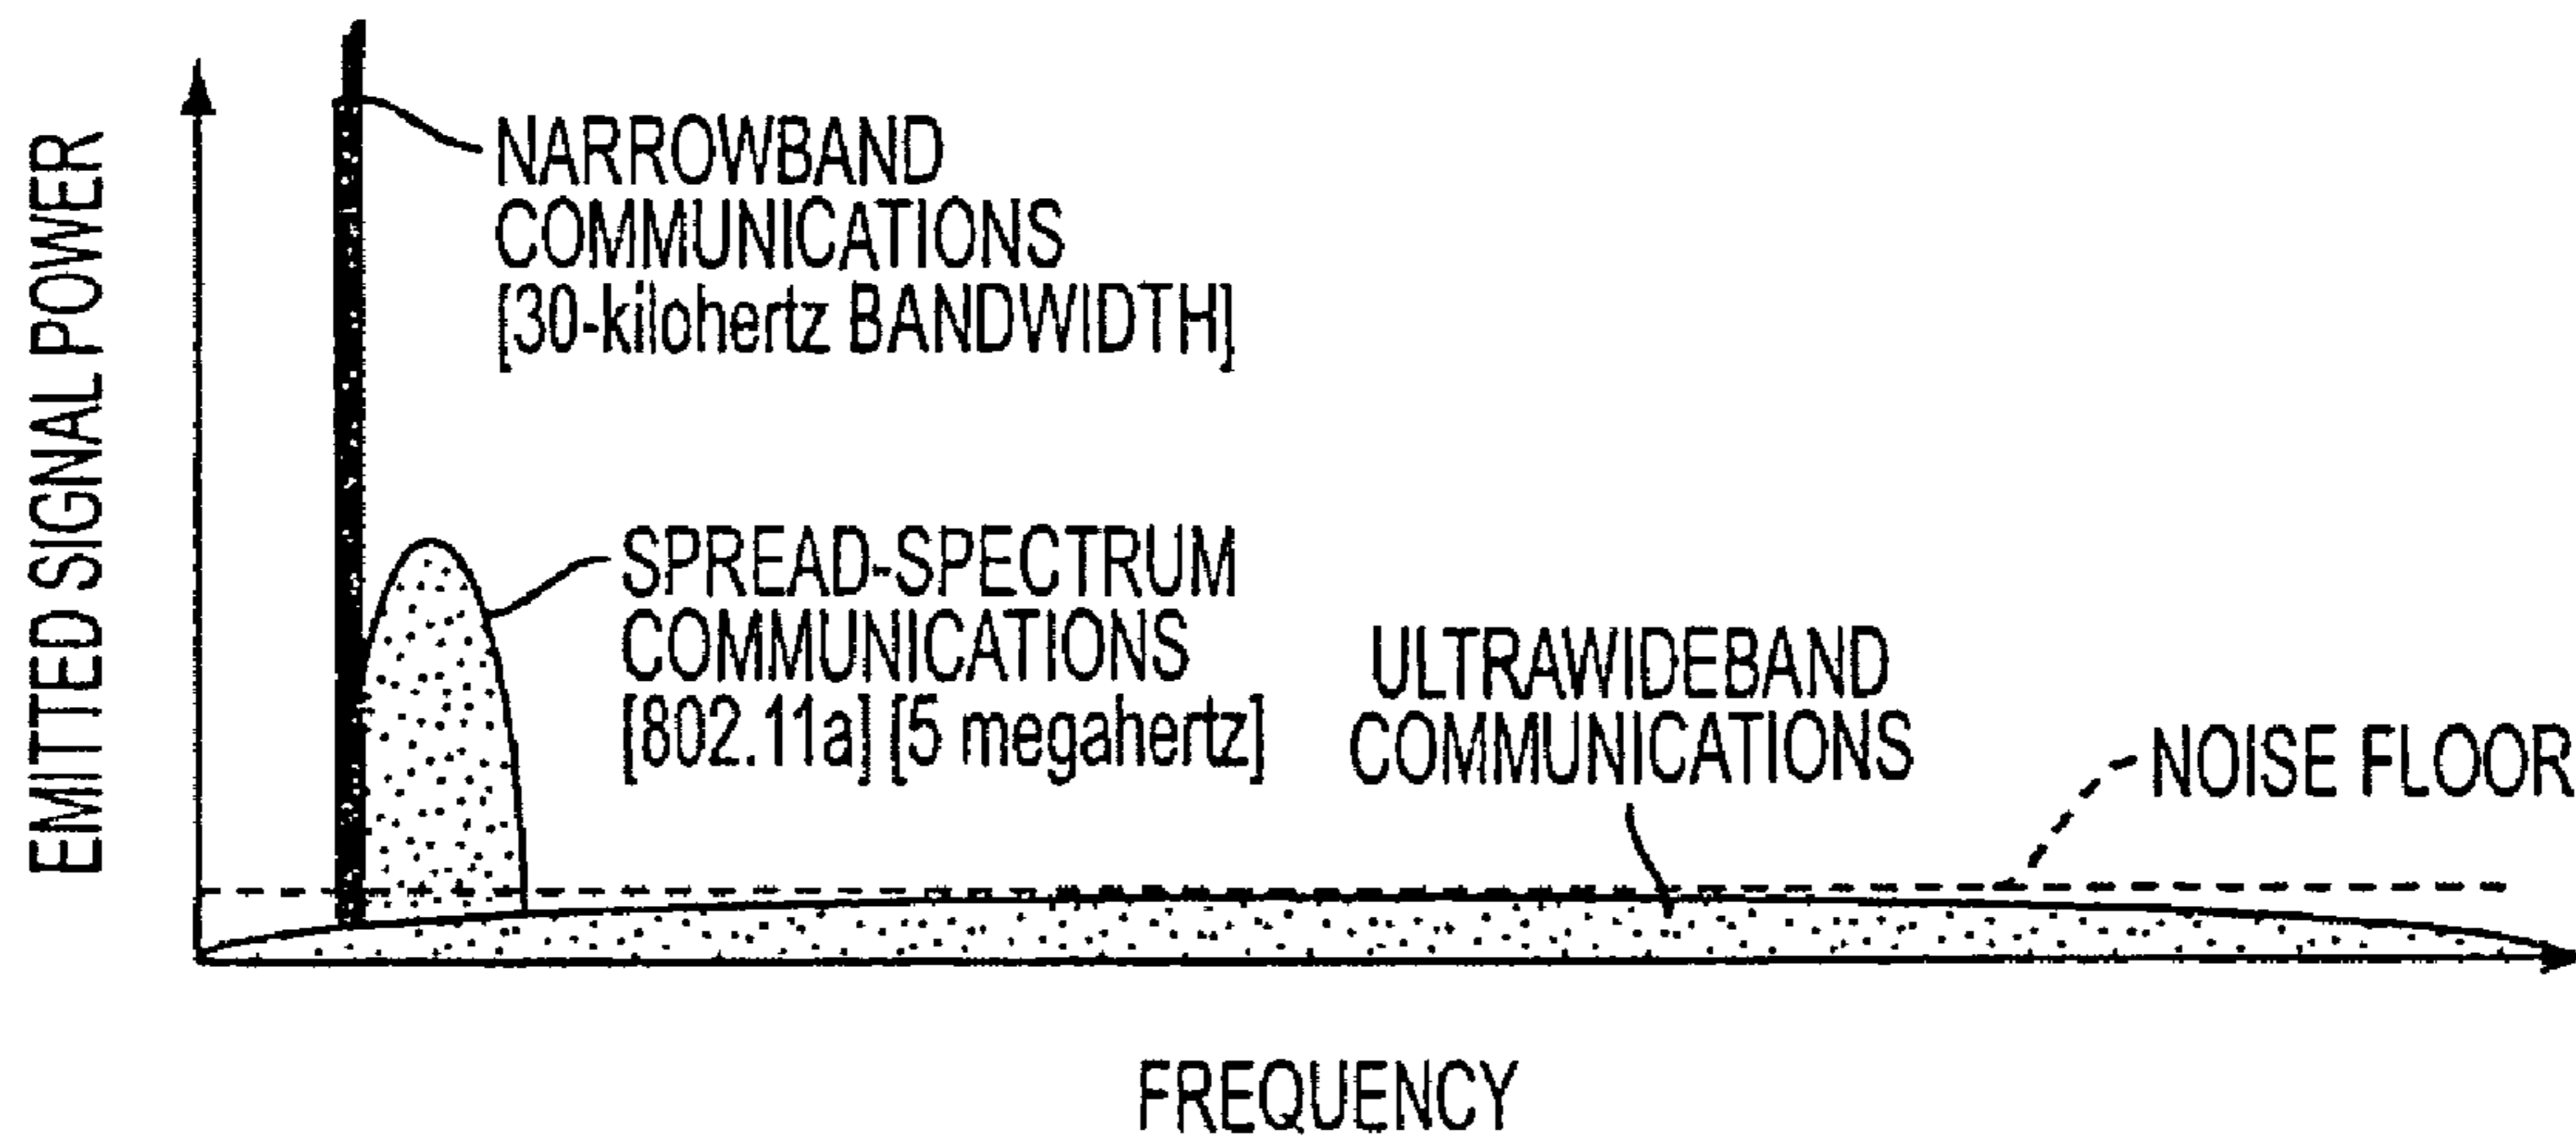 EMITTED SIGNAL POWER
NARROWBAND
COMMUNICATIONS
[30-kilohertz BANDWIDTH]
SPREAD-SPECTRUM
COMMUNICATIONS
[802.11a] [5 megahertz]
ULTRAWIDEBAND
COMMUNICATIONS
NOISE FLOOR
FREQUENCY